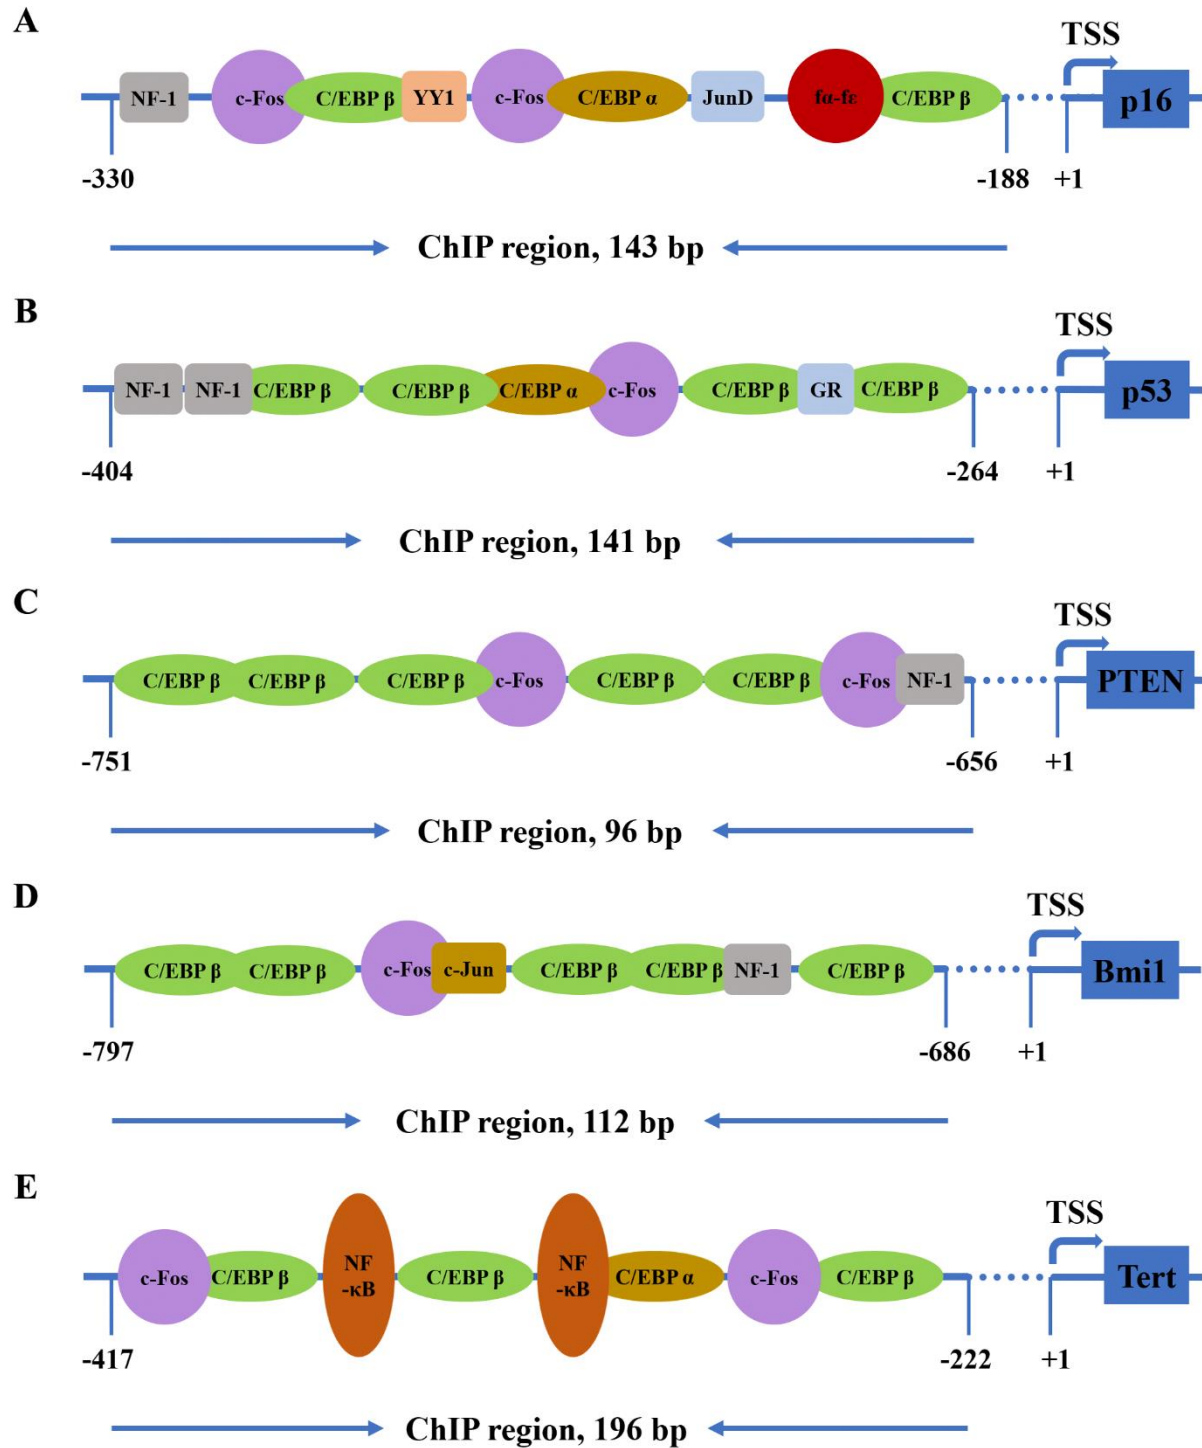 A
TSS
NF-1 c-Fos C/EBP β YY1 c-Fos C/EBP α JunD fα-fε C/EBP β p16
-330 -188 +1
ChIP region, 143 bp
B
TSS
NF-1 NF-1 C/EBP β C/EBP β C/EBP α c-Fos C/EBP β GR C/EBP β p53
-404 -264 +1
ChIP region, 141 bp
C
TSS
C/EBP β C/EBP β C/EBP β c-Fos C/EBP β C/EBP β c-Fos NF-1 PTEN
-751 -656 +1
ChIP region, 96 bp
D
TSS
C/EBP β C/EBP β c-Fos c-Jun C/EBP β C/EBP β NF-1 C/EBP β Bmi1
-797 -686 +1
ChIP region, 112 bp
E
TSS
c-Fos C/EBP β NF -κB C/EBP β NF -κB C/EBP α c-Fos C/EBP β Tert
-417 -222 +1
ChIP region, 196 bp